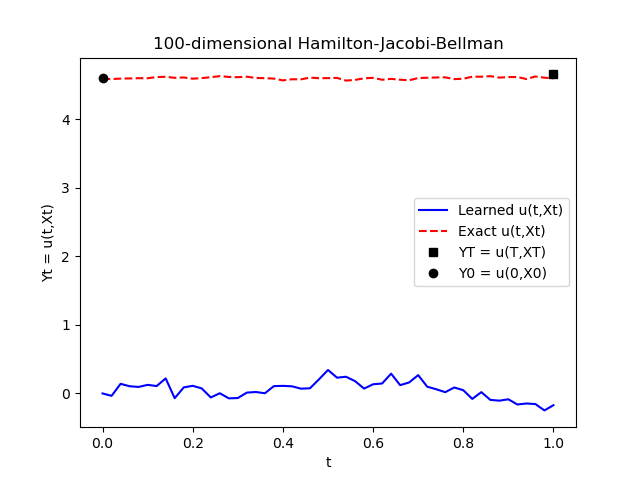 100-dimensional Hamilton-Jacobi-Bellman
Yt = u(t,Xt)
4
3
2
1
0
Learned u(t,Xt)
Exact u(t,Xt)
YT = u(T,XT)
Y0 = u(0,X0)
0.0 0.2 0.4 0.6 0.8 1.0
t